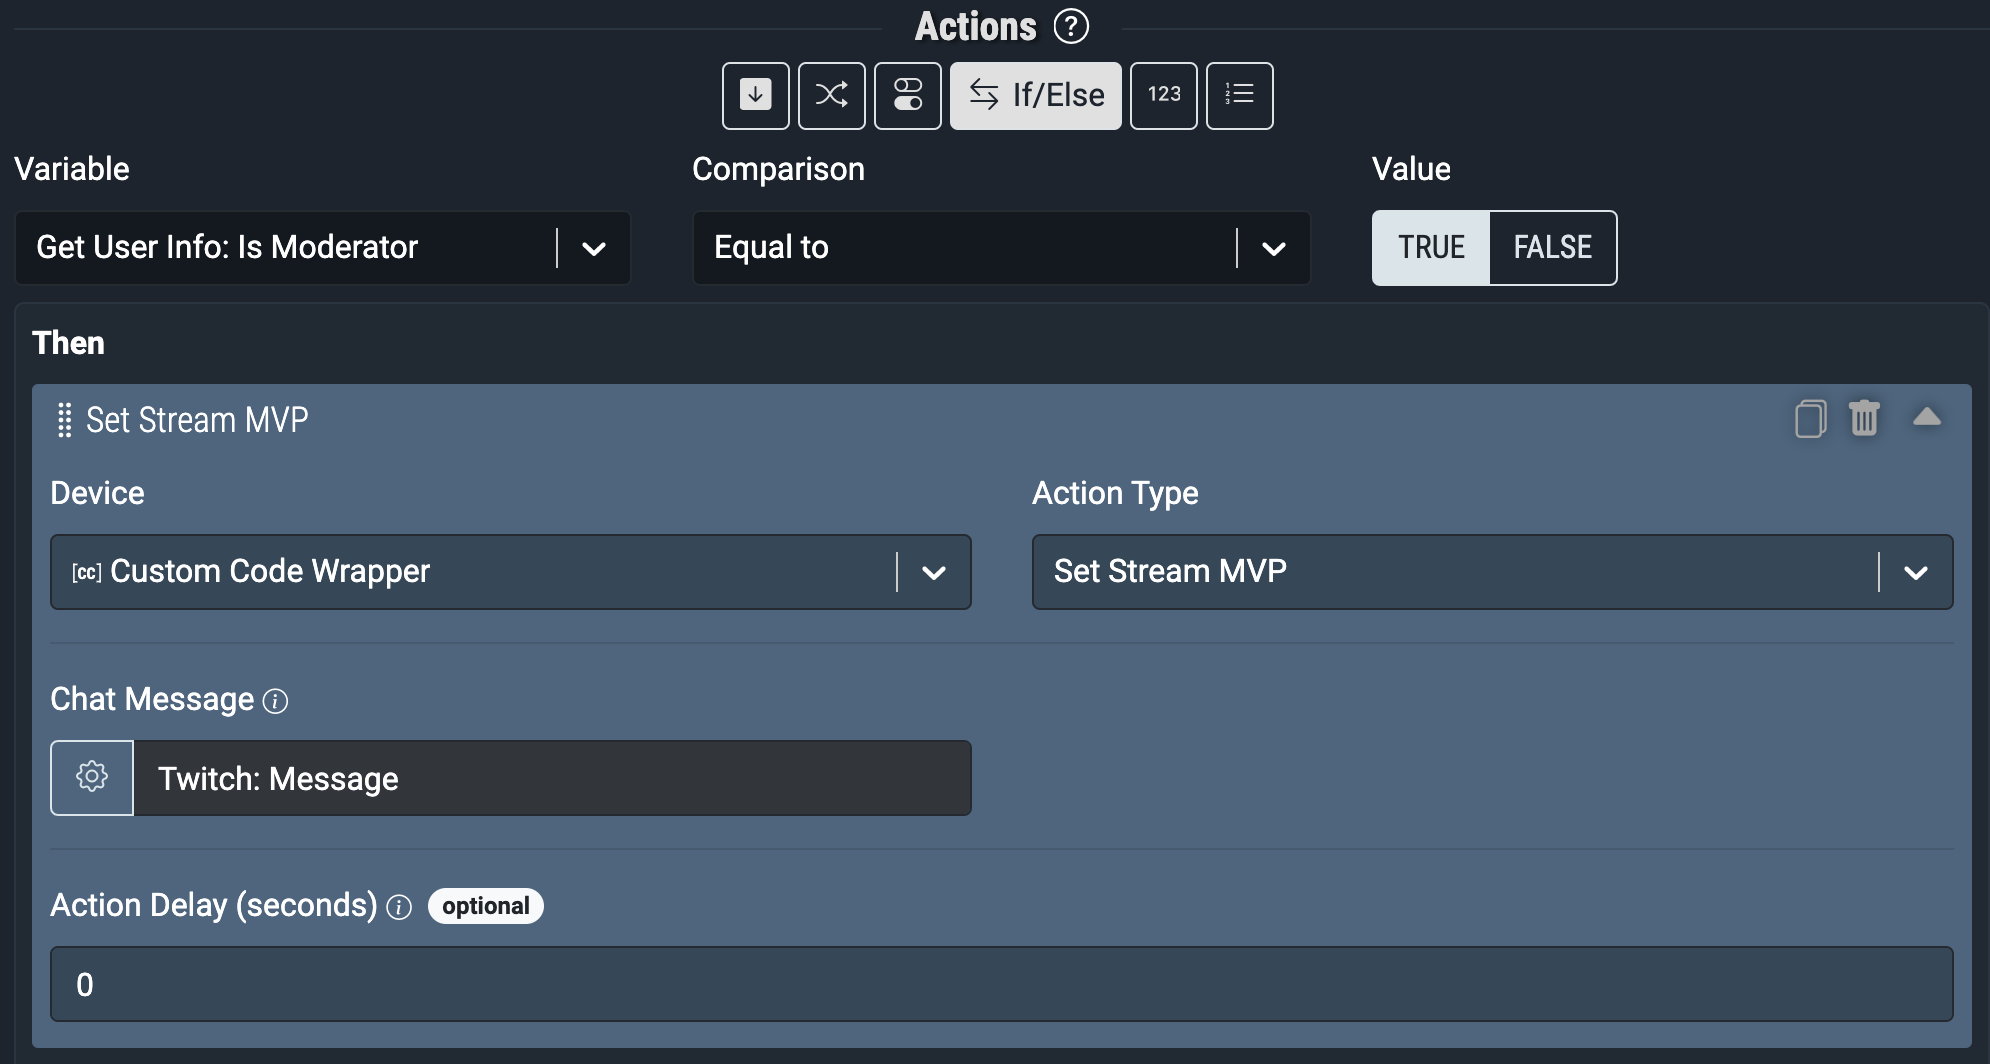 Actions ?
If/Else 123
Variable Comparison Value
Get User Info: Is Moderator Equal to TRUE FALSE
Then
Set Stream MVP
Device Action Type
[cc] Custom Code Wrapper Set Stream MVP
Chat Message i
Twitch: Message
Action Delay (seconds) i optional
0